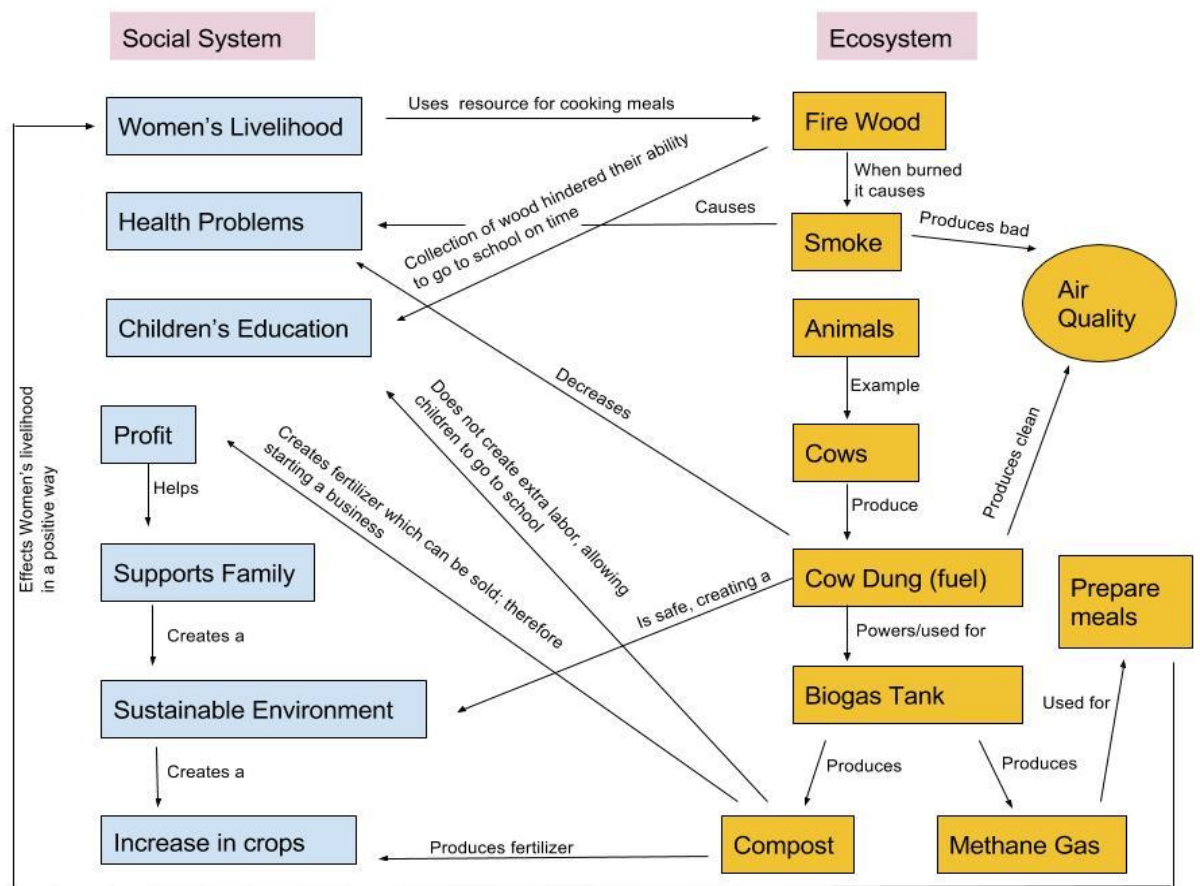 Social System
Ecosystem
Women's Livelihood
Uses  resource for cooking meals
Fire Wood
When burned
it causes
Collection of wood hindered their ability
to go to school on time
Health Problems
Causes
Smoke
Produces bad
Air
Quality
Children's Education
Animals
Decreases
Example
Does not create extra labor, allowing
children to go to school
Profit
Creates fertilizer which can be sold; therefore
starting a business
Cows
Produces clean
Helps
Produce
Effects Women's livelihood
in a positive way
Supports Family
Is safe, creating a
Cow Dung (fuel)
Prepare
meals
Creates a
Powers/used for
Sustainable Environment
Biogas Tank
Used for
Creates a
Produces
Produces
Increase in crops
Produces fertilizer
Compost
Methane Gas